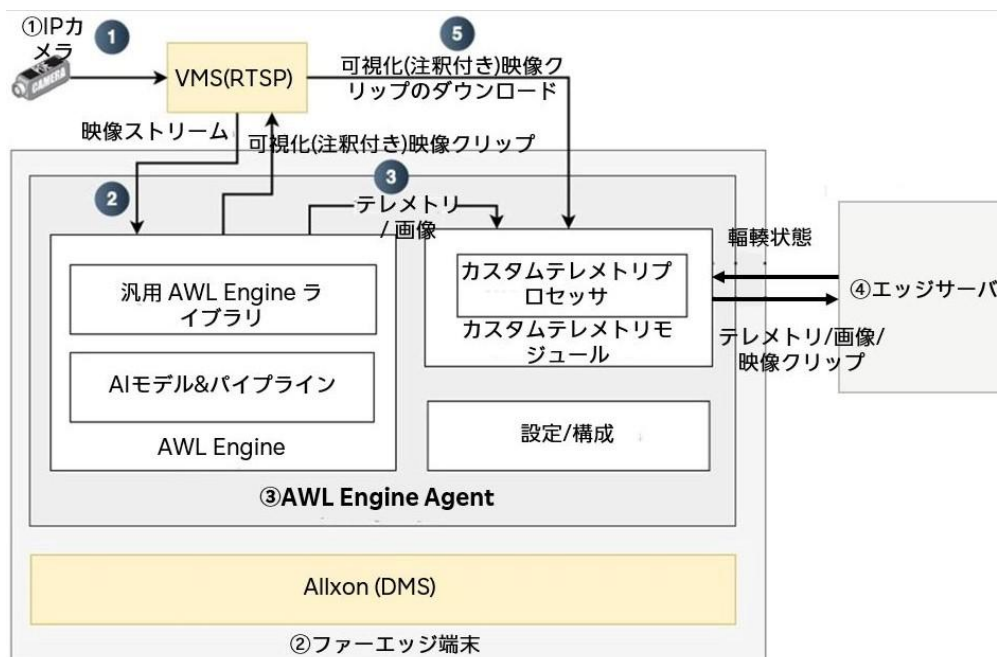 ①IPカ
メラ
1
CAMERA
VMS(RTSP)
5
可視化(注釈付き)映像ク
リップのダウンロード
映像ストリーム
可視化(注釈付き)映像クリップ
2
3
テレメトリ
/ 画像
汎用 AWL Engine ラ
イブラリ
AIモデル&パイプライン
AWL Engine
カスタムテレメトリプ
ロセッサ
カスタムテレメトリモ
ジュール
設定/構成
③AWL Engine Agent
輻輳状態
④エッジサーバ
テレメトリ/画像/
映像クリップ
Allxon (DMS)
②ファーエッジ端末